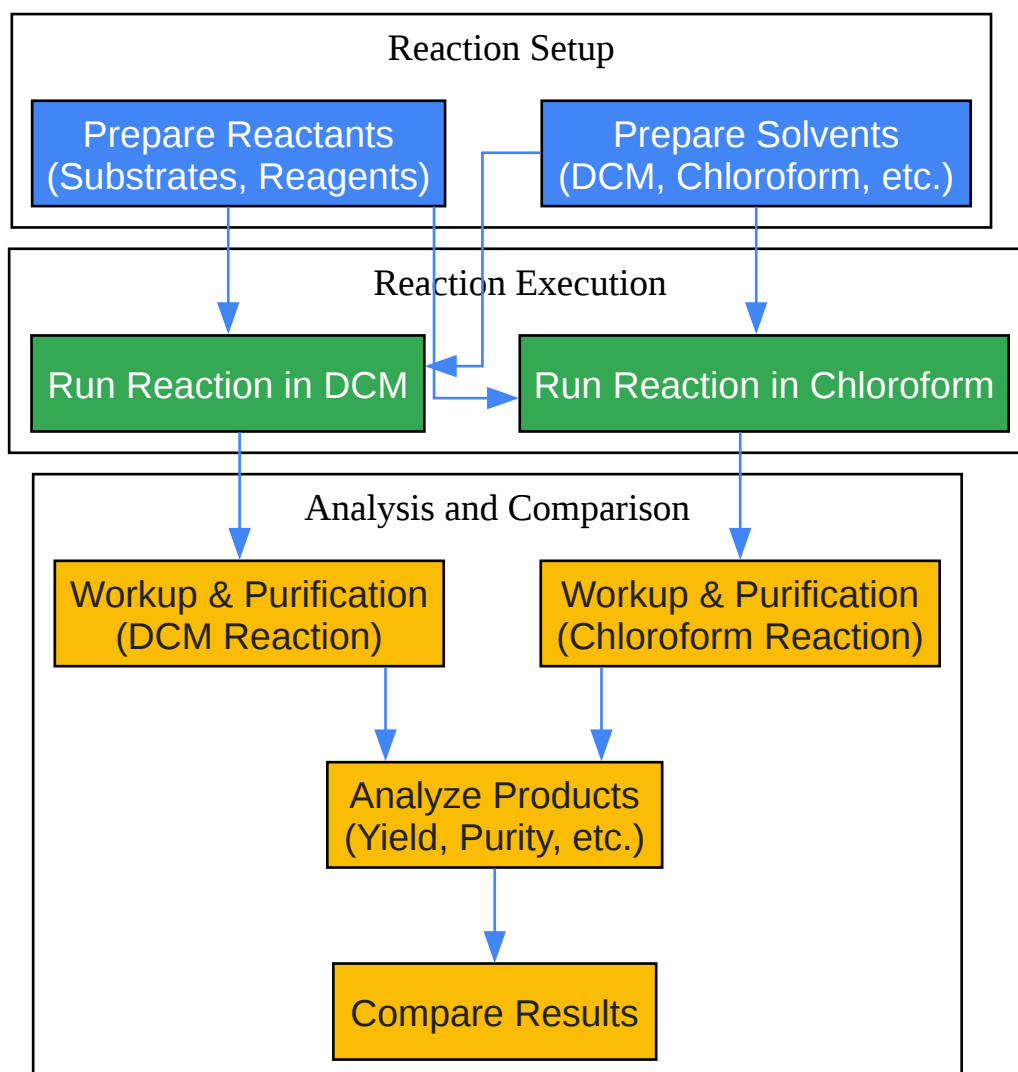 Reaction Setup
Prepare Reactants
(Substrates, Reagents)
Prepare Solvents
(DCM, Chloroform, etc.)
Reaction Execution
Run Reaction in DCM
Run Reaction in Chloroform
Analysis and Comparison
Workup & Purification
(DCM Reaction)
Workup & Purification
(Chloroform Reaction)
Analyze Products
(Yield, Purity, etc.)
Compare Results